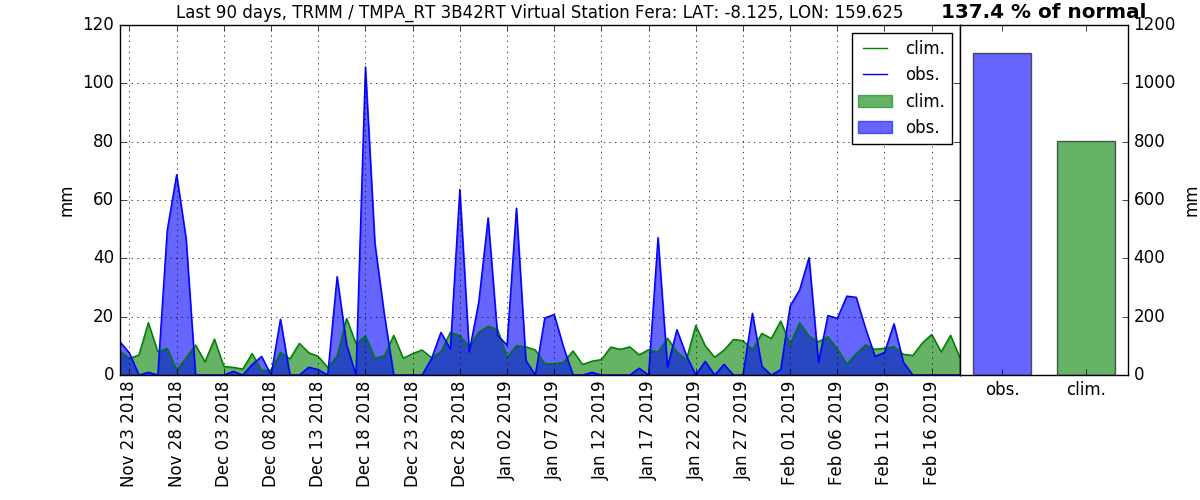 Last 90 days, TRMM / TMPA_RT 3B42RT Virtual Station Fera: LAT: -8.125, LON: 159.625
137.4 % of normal
120
100
80
60
40
20
0
mm
clim.
obs.
clim.
obs.
1200
1000
800
600
400
200
0
mm
obs.
clim.
Nov 23 2018
Nov 28 2018
Dec 03 2018
Dec 08 2018
Dec 13 2018
Dec 18 2018
Dec 23 2018
Dec 28 2018
Jan 02 2019
Jan 07 2019
Jan 12 2019
Jan 17 2019
Jan 22 2019
Jan 27 2019
Feb 01 2019
Feb 06 2019
Feb 11 2019
Feb 16 2019